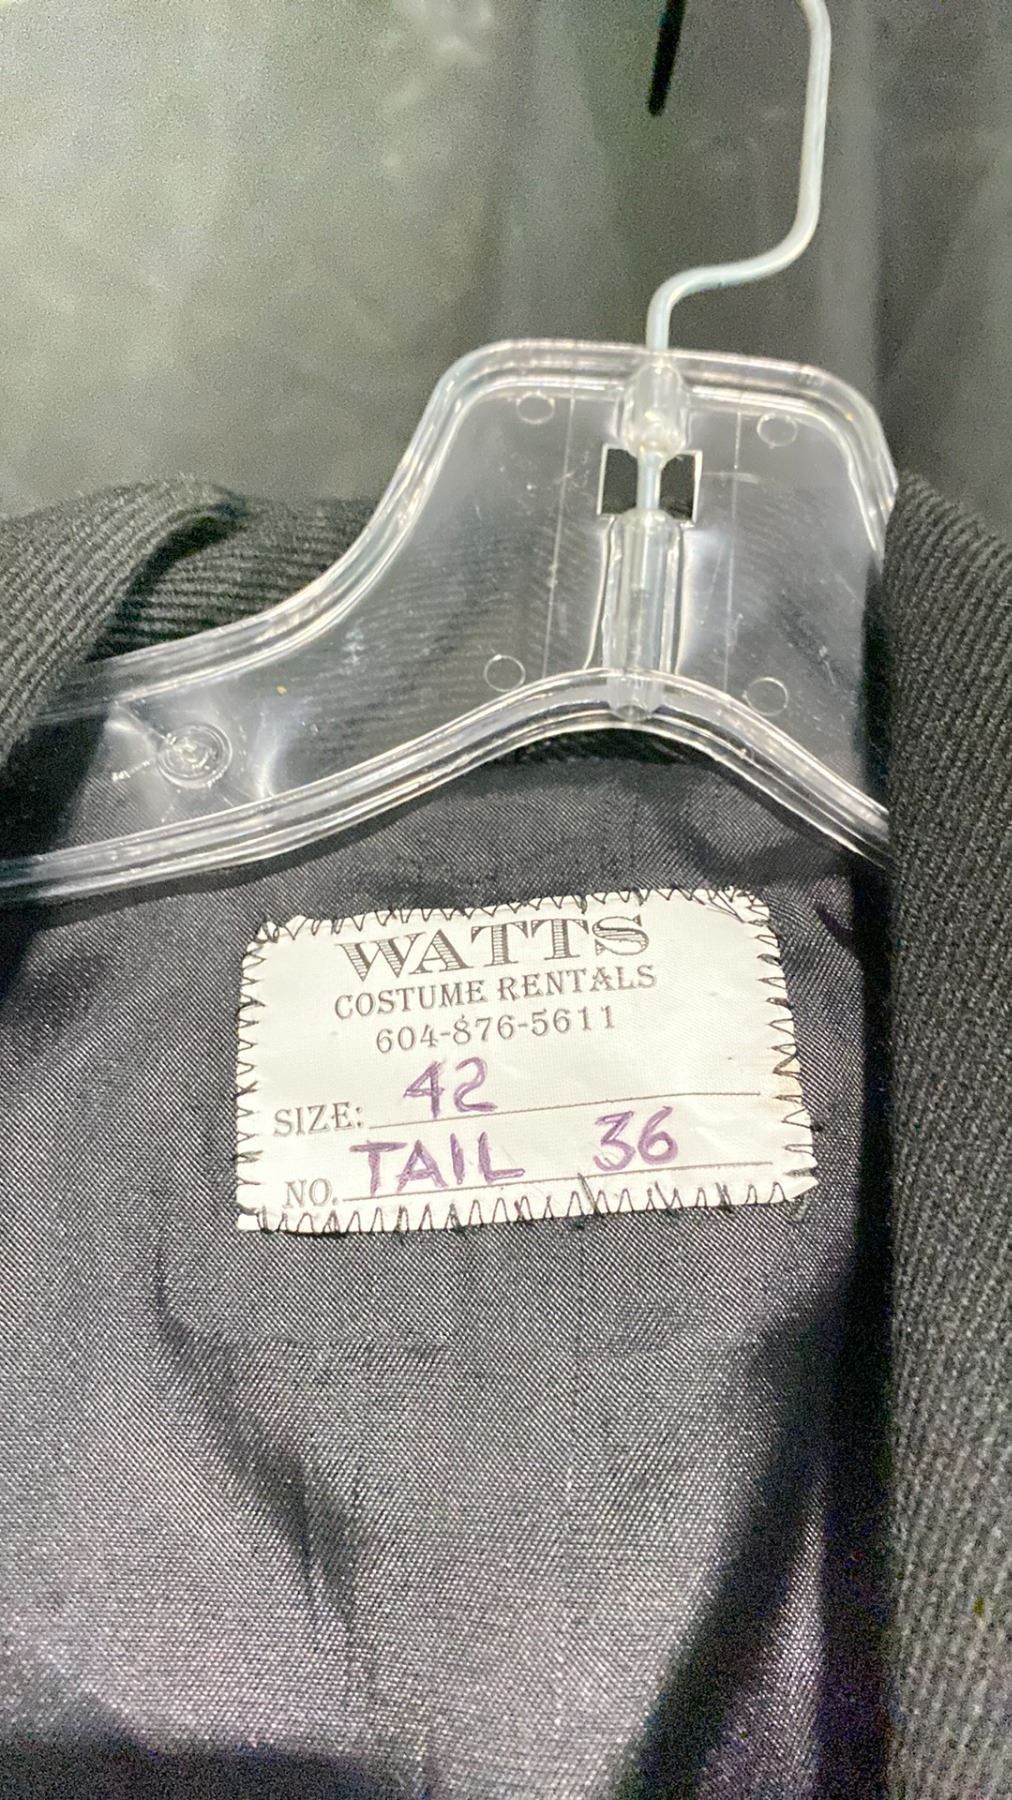 WATTS
COSTUME RENTALS
604-876-5611
SIZE: 42
NO. TAIL 36